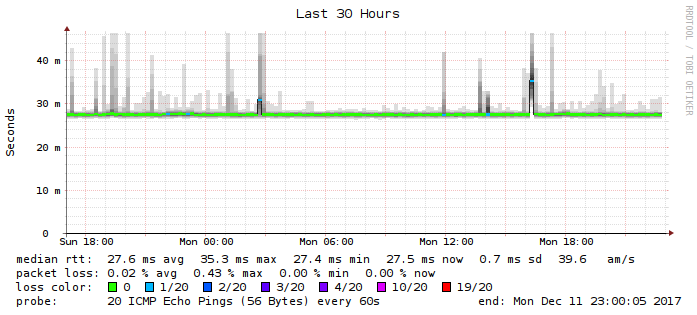 Last 30 Hours
RRDTOOL / TOBI OETIKER
Seconds
40 m
30 m
20 m
10 m
0
Sun 18:00 Mon 00:00 Mon 06:00 Mon 12:00 Mon 18:00
median rtt: 27.6 ms avg 35.3 ms max 27.4 ms min 27.5 ms now 0.7 ms sd 39.6 am/s
packet loss: 0.02 % avg 0.43 % max 0.00 % min 0.00 % now
loss color: 0 1/20 2/20 3/20 4/20 10/20 19/20
probe: 20 ICMP Echo Pings (56 Bytes) every 60s end: Mon Dec 11 23:00:05 2017